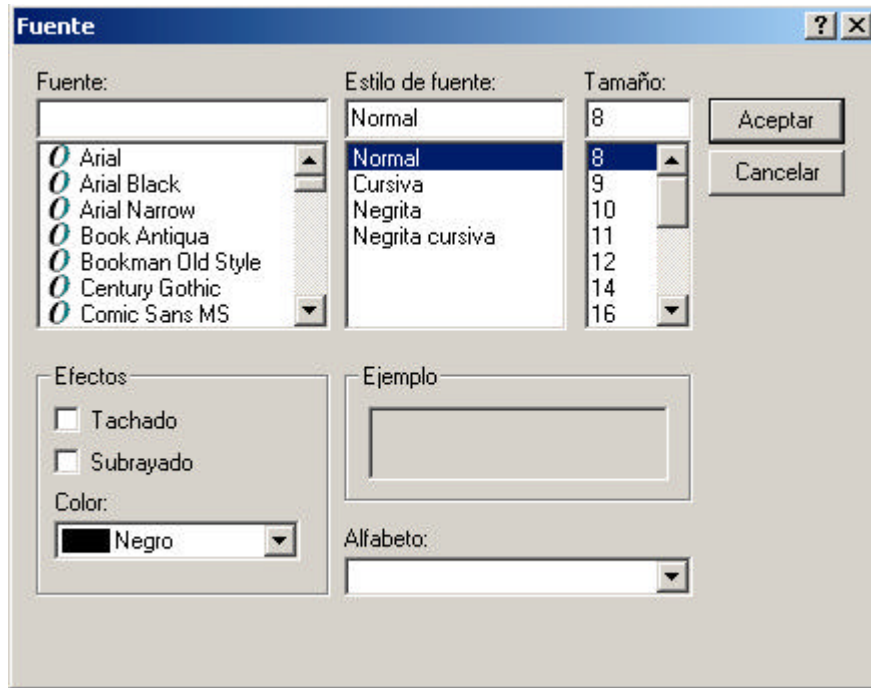 Fuente
Fuente:
Estilo de fuente:
Tamaño:
Normal
8
Aceptar
Cancelar
Arial
Arial Black
Arial Narrow
Book Antiqua
Bookman Old Style
Century Gothic
Comic Sans MS
Normal
Cursiva
Negrita
Negrita cursiva
8
9
10
11
12
14
16
Efectos
Tachado
Subrayado
Color:
Negro
Ejemplo
Alfabeto: